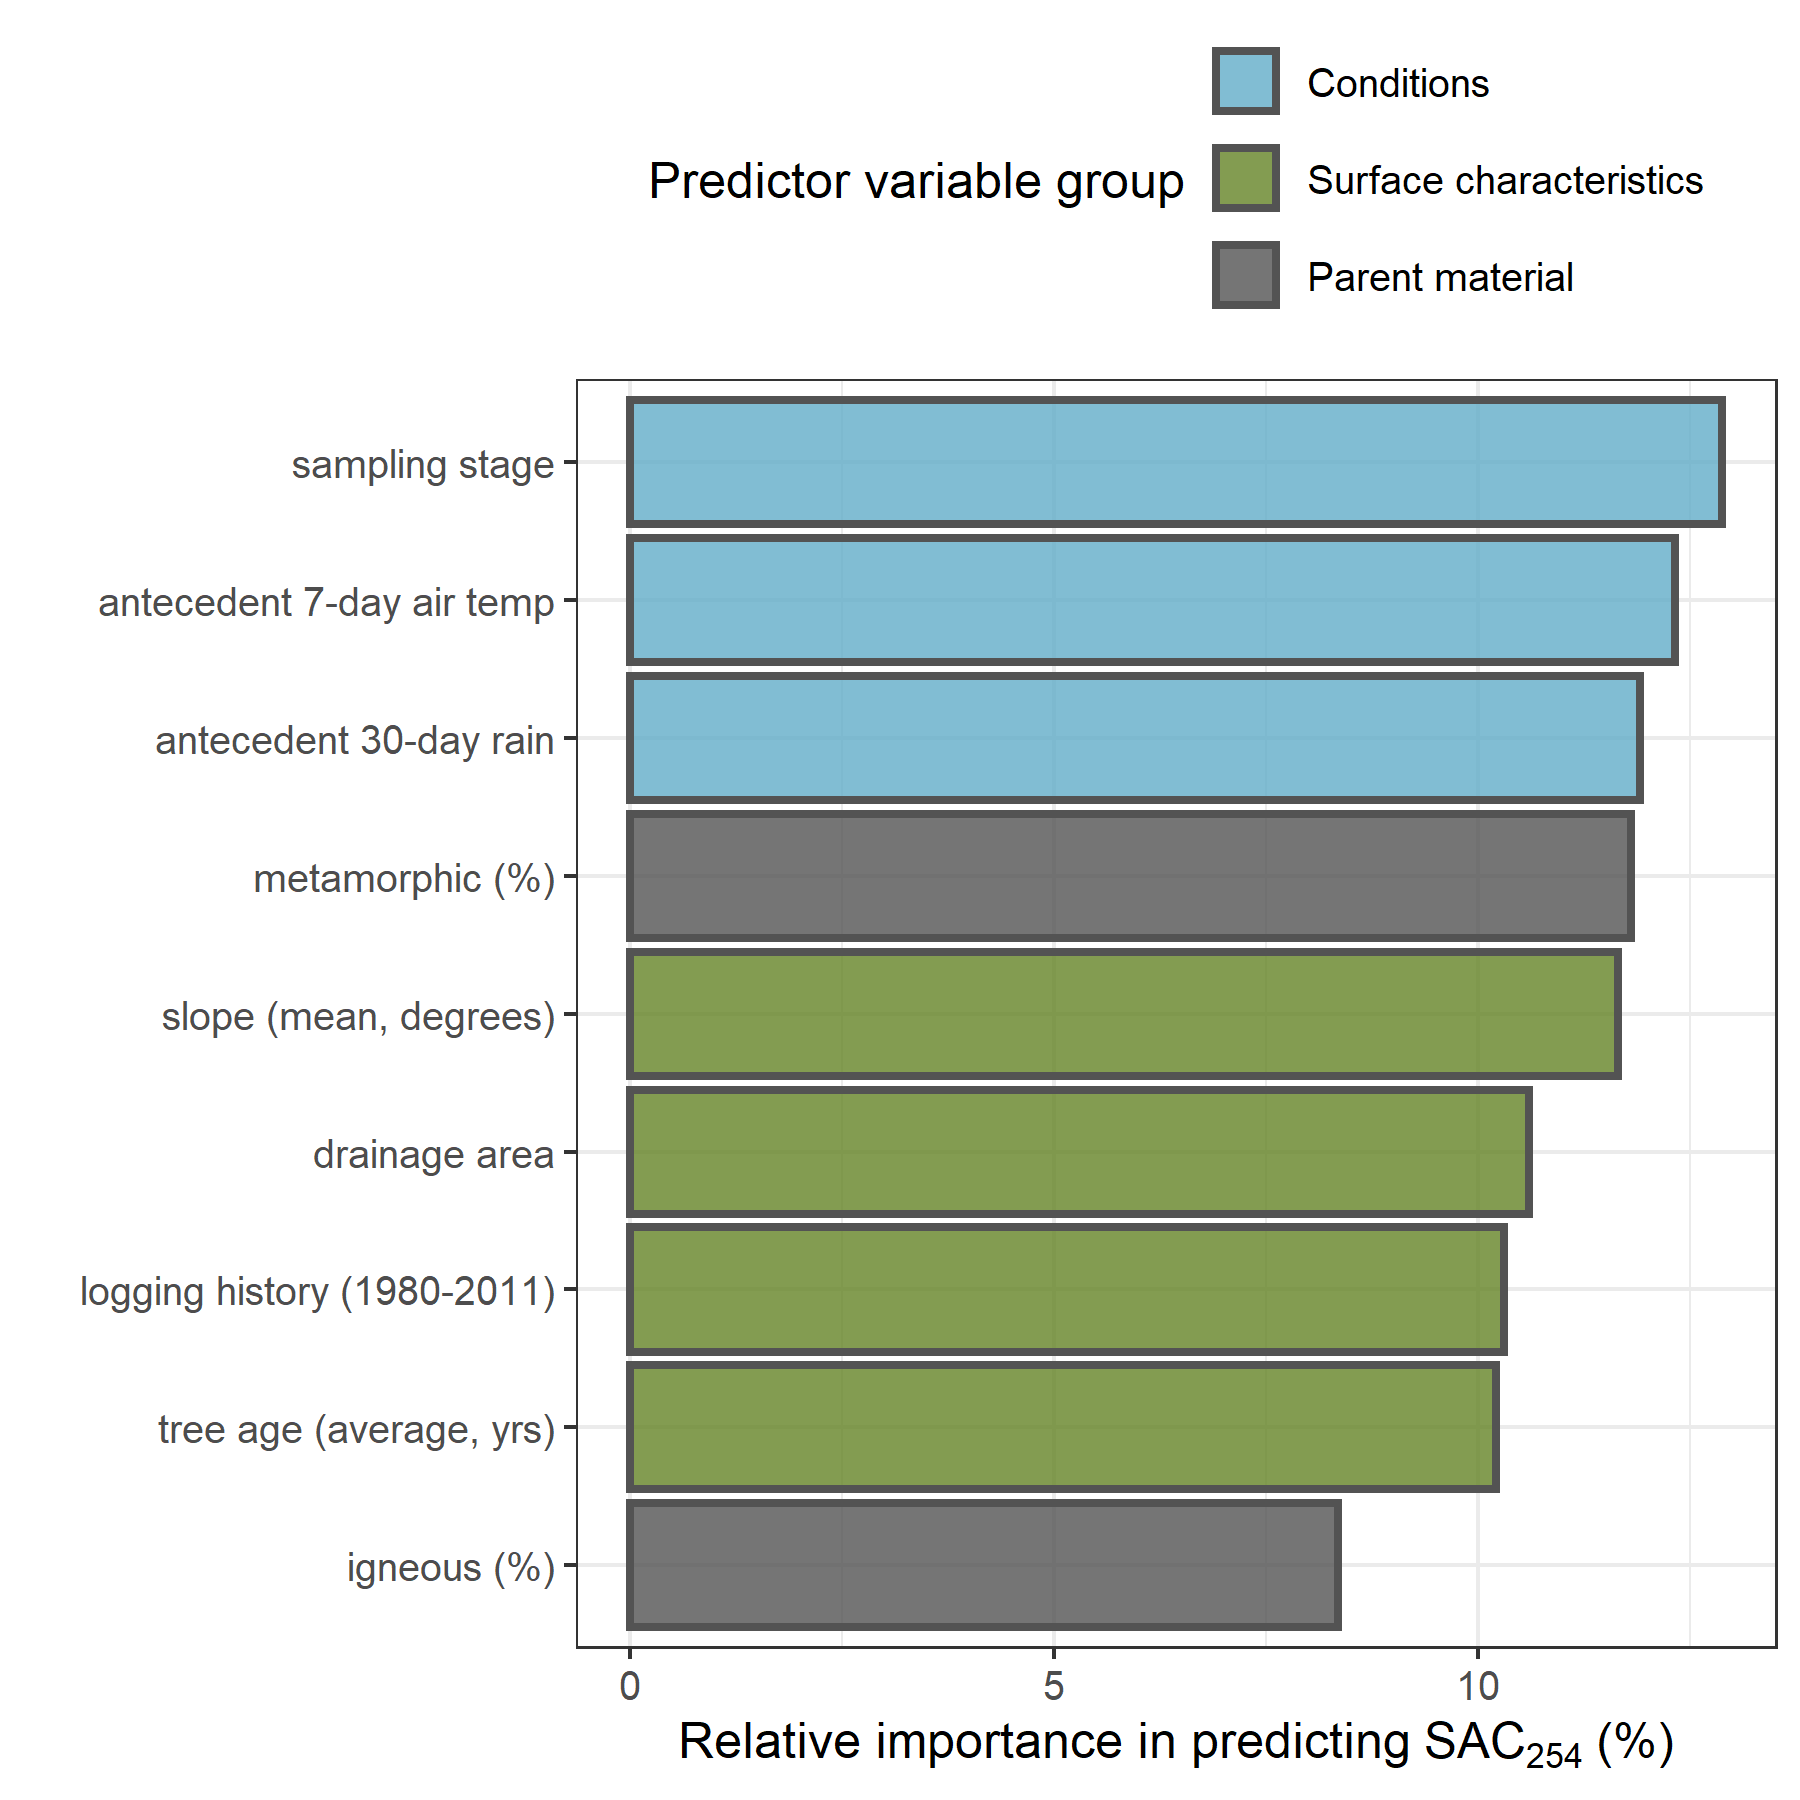 Conditions
Predictor variable group
Surface characteristics
Parent material
sampling stage
antecedent 7-day air temp
antecedent 30-day rain
metamorphic (%)
slope (mean, degrees)
drainage area
logging history (1980-2011)
tree age (average, yrs)
igneous (%)
0 5 10
Relative importance in predicting SAC₂₅₄ (%)